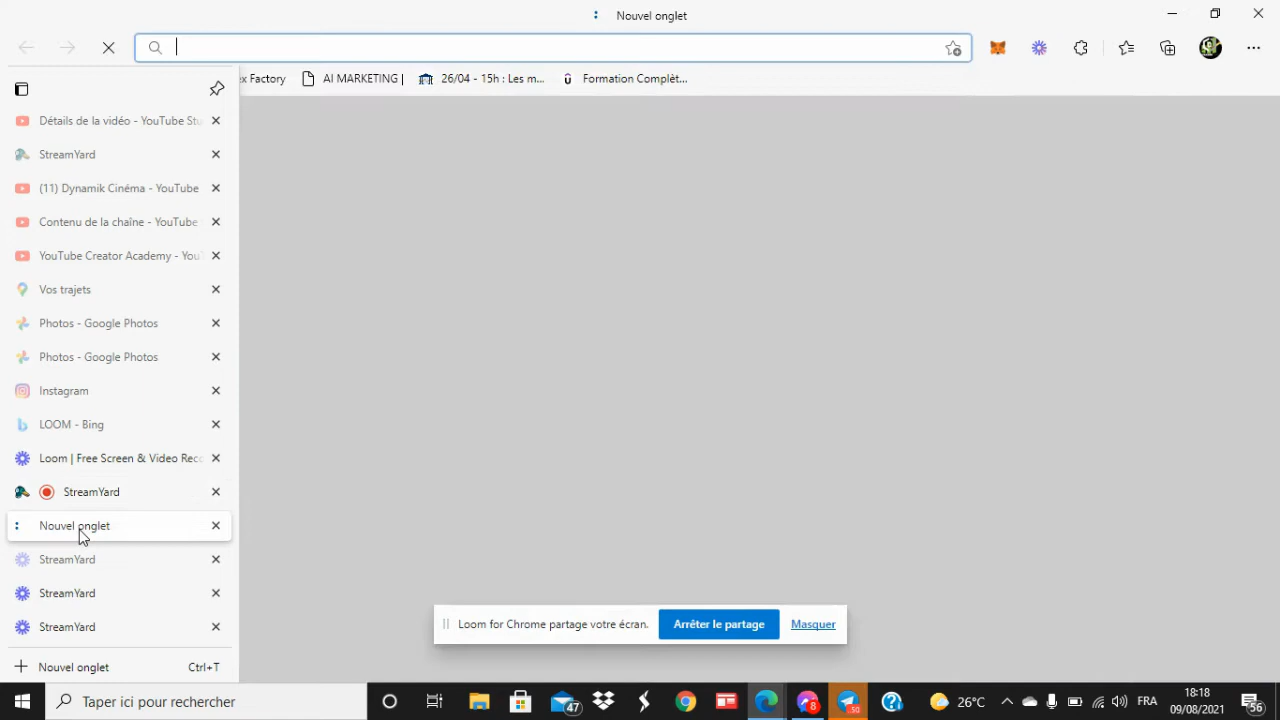 Nouvel onglet
ex Factory
AI MARKETING |
26/04 - 15h : Les m...
Formation Complèt...
Détails de la vidéo - YouTube Stu
StreamYard
(11) Dynamik Cinéma - YouTube
Contenu de la chaîne - YouTube
YouTube Creator Academy - You
Vos trajets
Photos - Google Photos
Photos - Google Photos
Instagram
LOOM - Bing
Loom | Free Screen & Video Reco
StreamYard
Nouvel onglet
StreamYard
StreamYard
StreamYard
Nouvel onglet Ctrl+T
Loom for Chrome partage votre écran. Arrêter le partage Masquer
Taper ici pour rechercher
47
8
50
26°C
FRA
18:18
09/08/2021
56